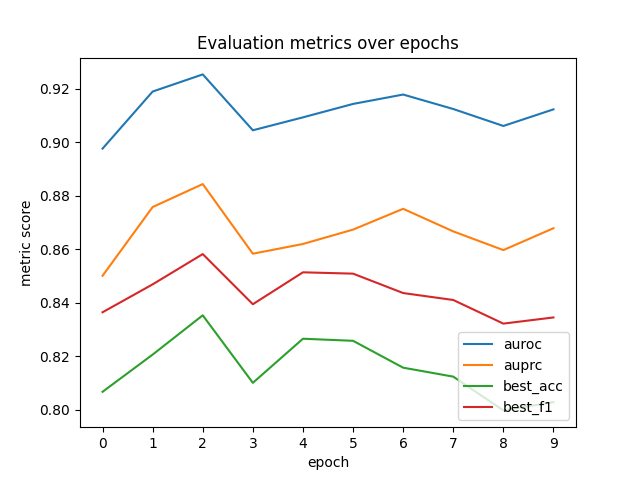 Evaluation metrics over epochs
metric score
0.92
0.90
0.88
0.86
0.84
0.82
0.80
auroc
auprc
best_acc
best_f1
0 1 2 3 4 5 6 7 8 9
epoch